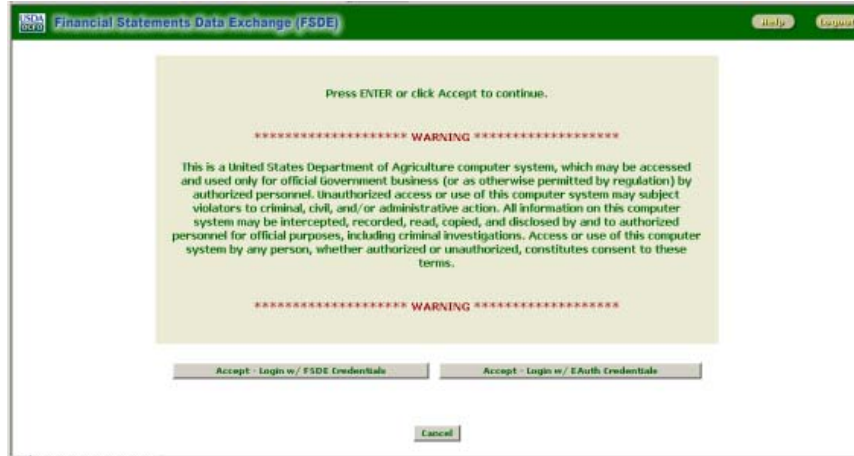 USDA
OCFO
Financial Statements Data Exchange (FSDE)
Help
Logout
Press ENTER or click Accept to continue.
******************** WARNING *******************
This is a United States Department of Agriculture computer system, which may be accessed
and used only for official Government business (or as otherwise permitted by regulation) by
authorized personnel. Unauthorized access or use of this computer system may subject
violators to criminal, civil, and/or administrative action. All information on this computer
system may be intercepted, recorded, read, copied, and disclosed by and to authorized
personnel for official purposes, including criminal investigations. Access or use of this computer
system by any person, whether authorized or unauthorized, constitutes consent to these
terms.
******************** WARNING *******************
Accept - Login w/ FSDE Credentials
Accept - Login w/ EAuth Credentials
Cancel